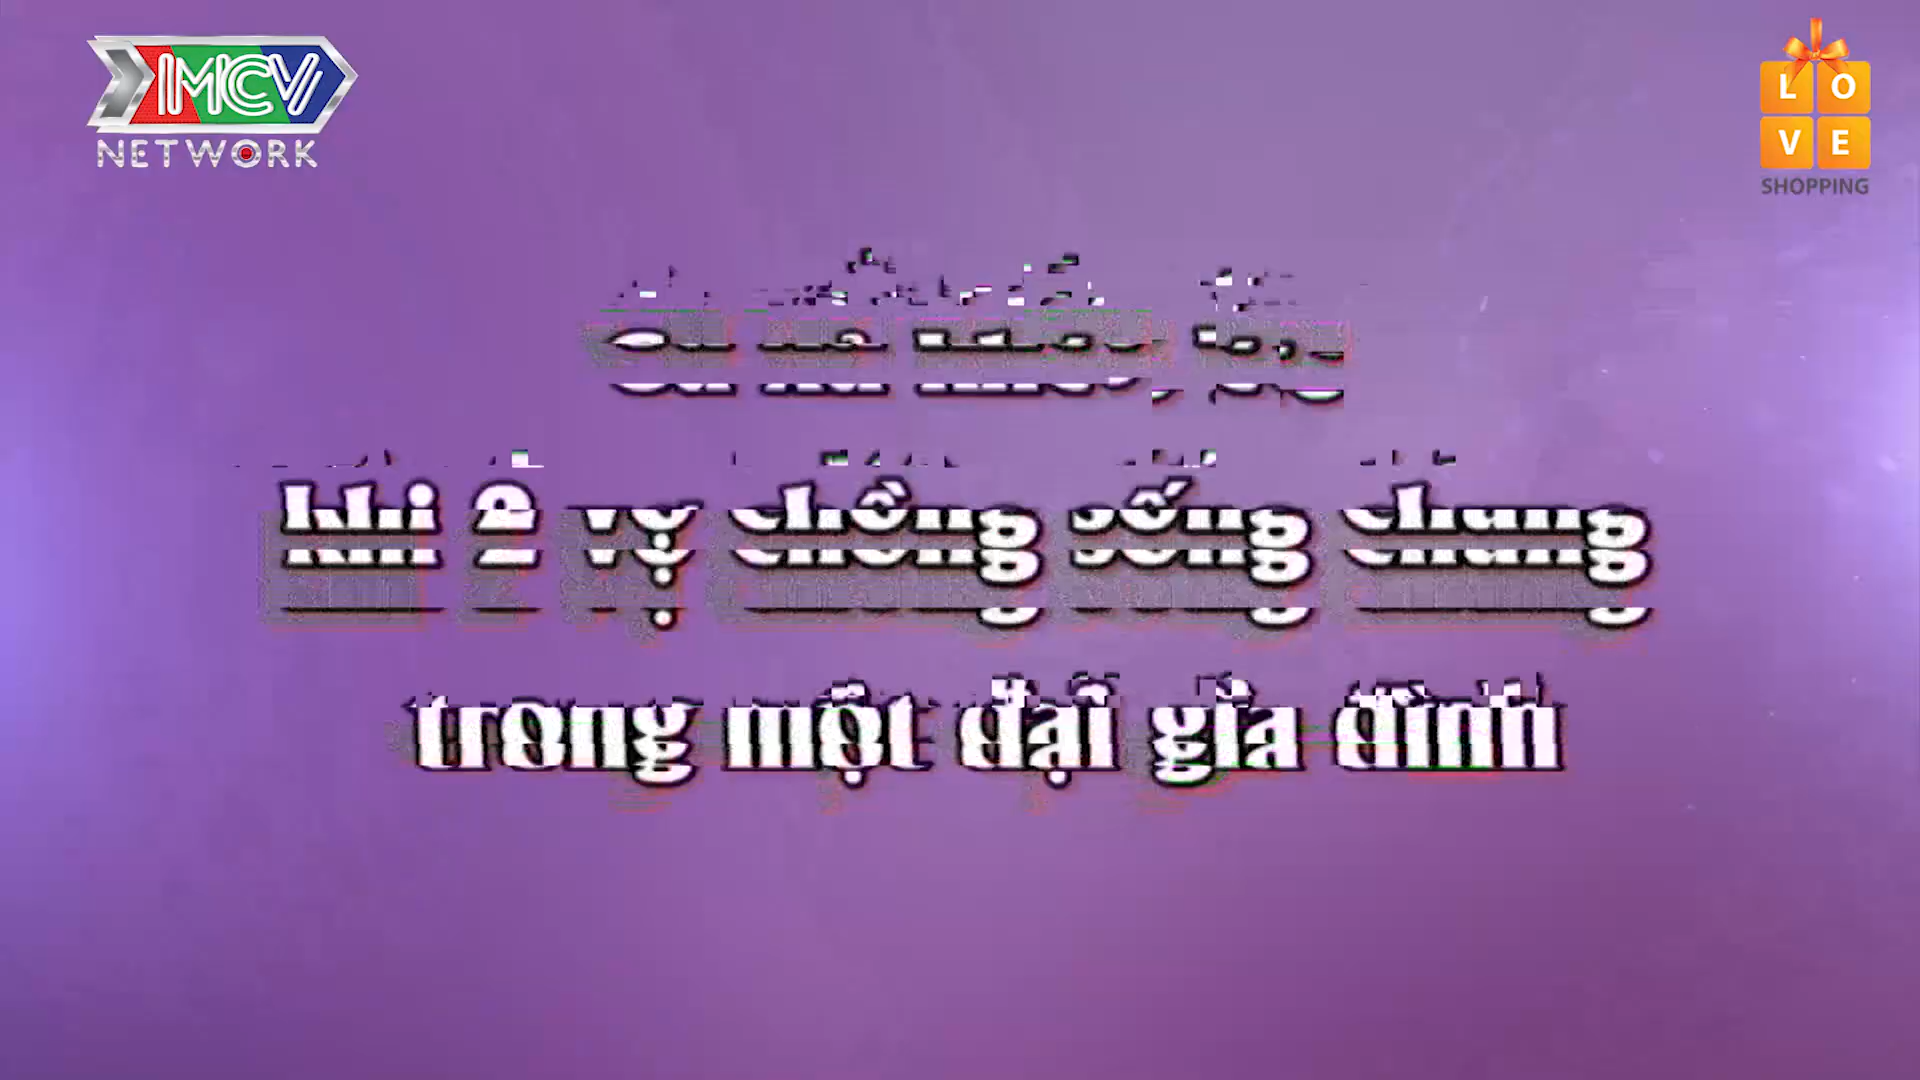 MCV
NETWORK
L O
V E
SHOPPING
khi 2 vợ chồng sống chung
trong một đại gia đình